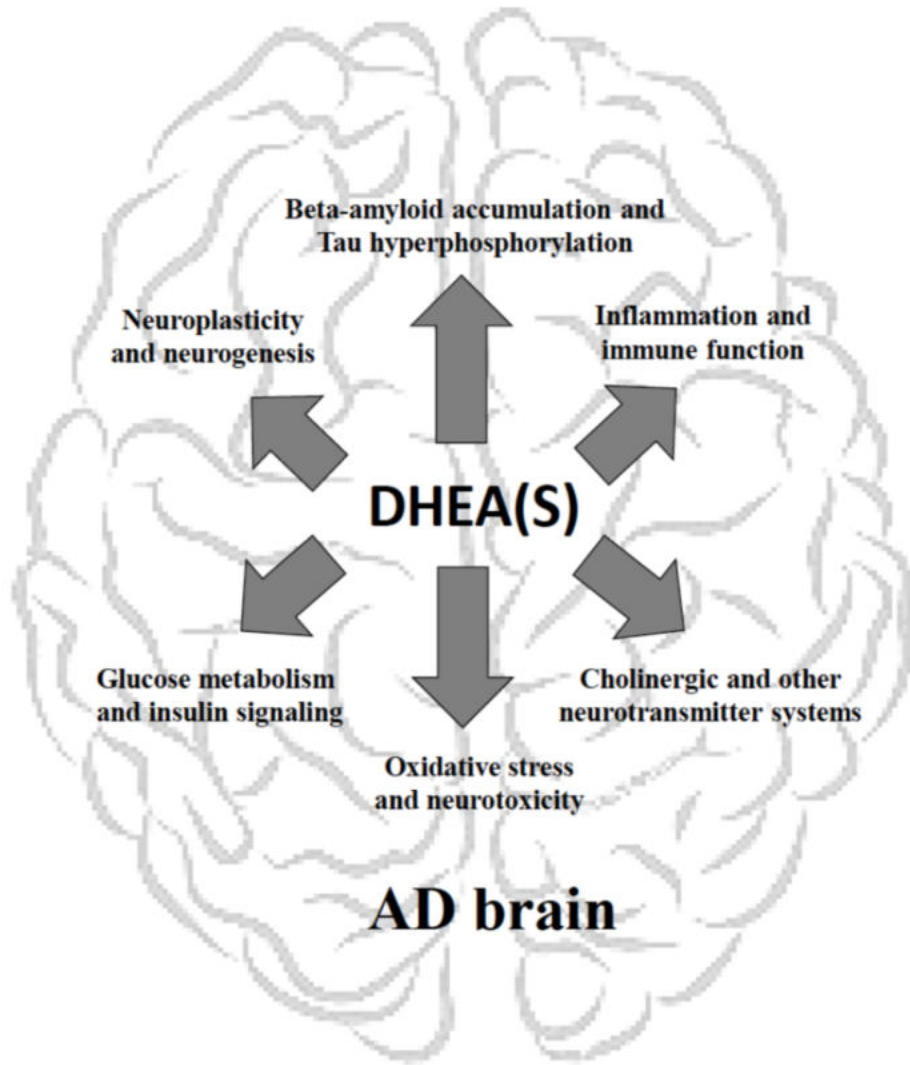 Beta-amyloid accumulation and
Tau hyperphosphorylation
Neuroplasticity
and neurogenesis
Inflammation and
immune function
DHEA(S)
Glucose metabolism
and insulin signaling
Cholinergic and other
neurotransmitter systems
Oxidative stress
and neurotoxicity
AD brain